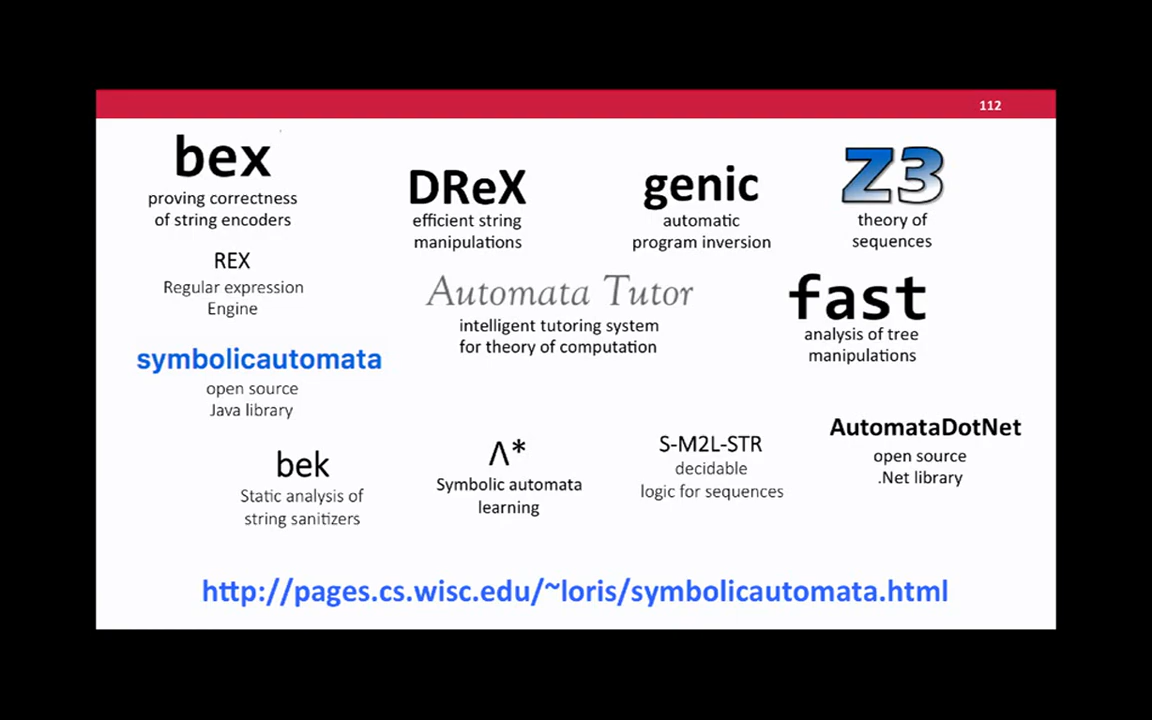 112
bex
proving correctness
of string encoders
DReX
efficient string
manipulations
genic
automatic
program inversion
Z3
theory of
sequences
REX
Regular expression
Engine
Automata Tutor
intelligent tutoring system
for theory of computation
fast
analysis of tree
manipulations
symbolicautomata
open source
Java library
bek
Static analysis of
string sanitizers
Λ*
Symbolic automata
learning
S-M2L-STR
decidable
logic for sequences
AutomataDotNet
open source
.Net library
http://pages.cs.wisc.edu/~loris/symbolicautomata.html